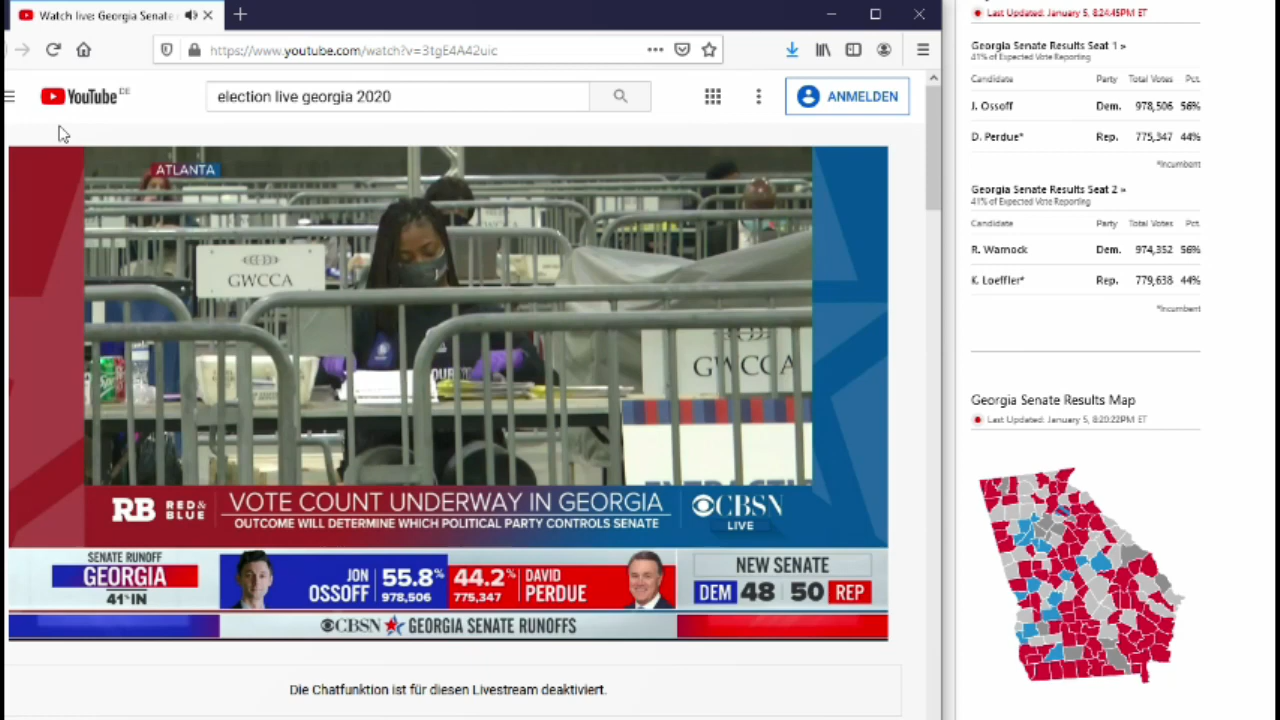 Watch live: Georgia Senate
https://www.youtube.com/watch?v=3tgE4A42uic
YouTube DE
election live georgia 2020
ANMELDEN
ATLANTA
GWCCA
GWCCA
RB RED& BLUE
VOTE COUNT UNDERWAY IN GEORGIA
OUTCOME WILL DETERMINE WHICH POLITICAL PARTY CONTROLS SENATE
CBSN
LIVE
SENATE RUNOFF
GEORGIA
41% IN
JON OSSOFF
55.8%
978,506
44.2%
775,347
DAVID PERDUE
NEW SENATE
DEM 48 50 REP
CBSN GEORGIA SENATE RUNOFFS
Die Chatfunktion ist für diesen Livestream deaktiviert.
Last Updated: January 5, 8:24:45PM ET
Georgia Senate Results Seat 1 »
41% of Expected Vote Reporting
Candidate Party Total Votes Pct.
J. Ossoff Dem. 978,506 56%
D. Perdue* Rep. 775,347 44%
*Incumbent
Georgia Senate Results Seat 2 »
41% of Expected Vote Reporting
Candidate Party Total Votes Pct.
R. Warnock Dem. 974,352 56%
K. Loeffler* Rep. 779,638 44%
*Incumbent
Georgia Senate Results Map
Last Updated: January 5, 8:20:22PM ET